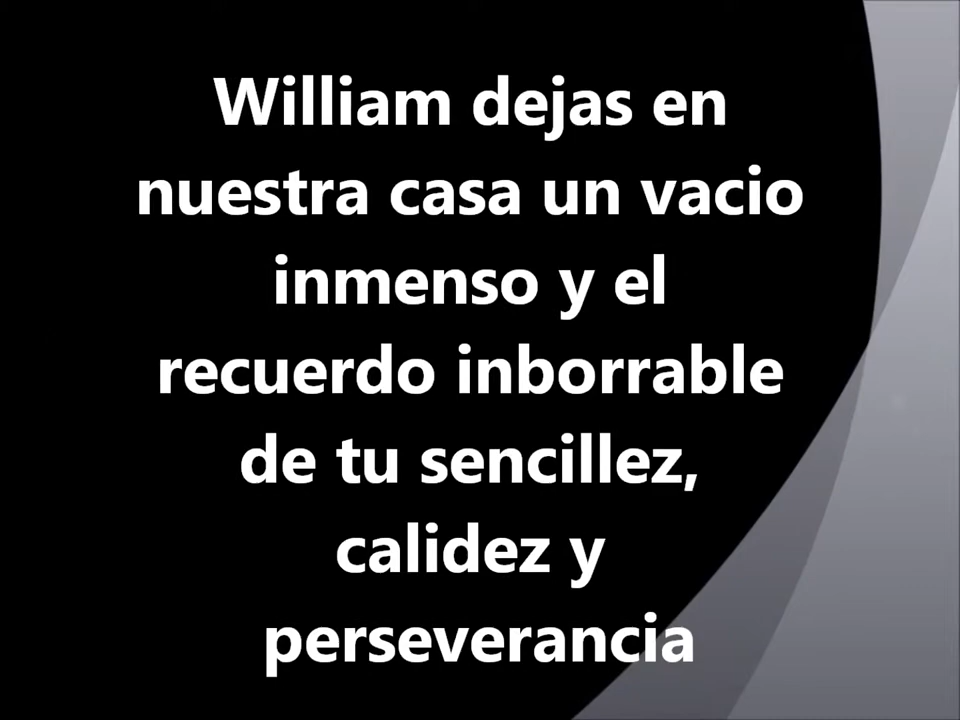 William dejas en
nuestra casa un vacio
inmenso y el
recuerdo inborrable
de tu sencillez,
calidez y
perseverancia